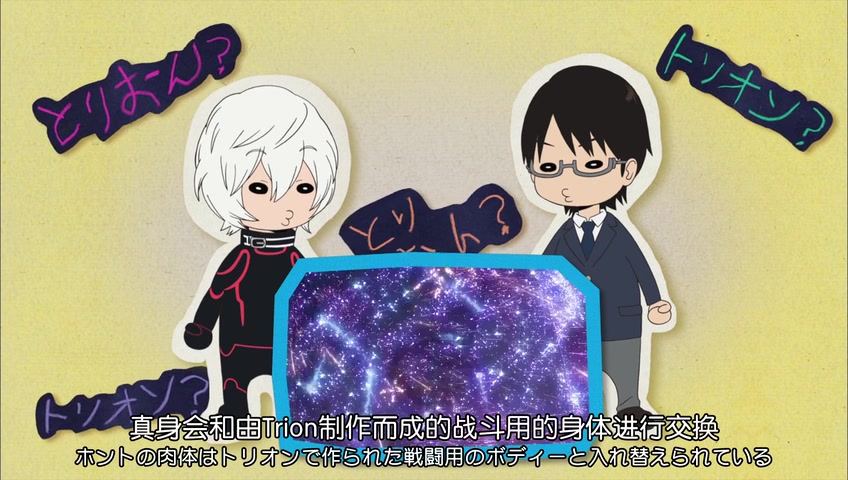 とりおーん?
トリオン?
とり
ーん?
トリオン?
真身会和由Trion制作而成的战斗用的身体进行交换
ホントの肉体はトリオンで作られた戦闘用のボディーと入れ替えられている